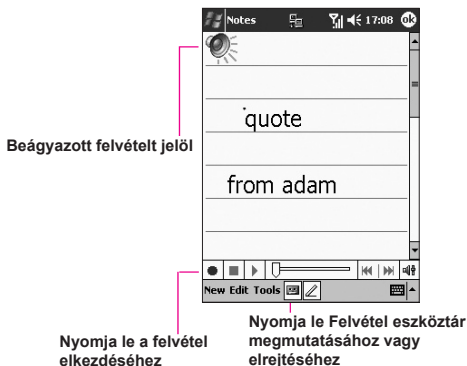 Notes 17:08 ok
Beágyazott felvételt jelöl
quote
from adam
New Edit Tools
Nyomja le a felvétel
elkezdéséhez
Nyomja le Felvétel eszköztár
megmutatásához vagy
elrejtéséhez